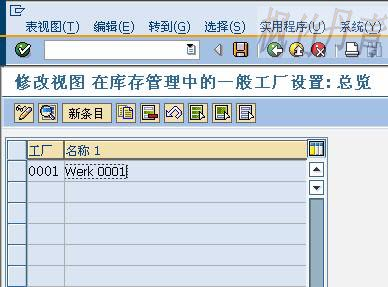 表视图(T) 编辑(E) 转到(G) 选择(S) 实用程序(U) 系统(Y)
修改视图 在库存管理中的一般工厂设置: 总览
新条目
工厂 名称 1
0001 Werk 0001